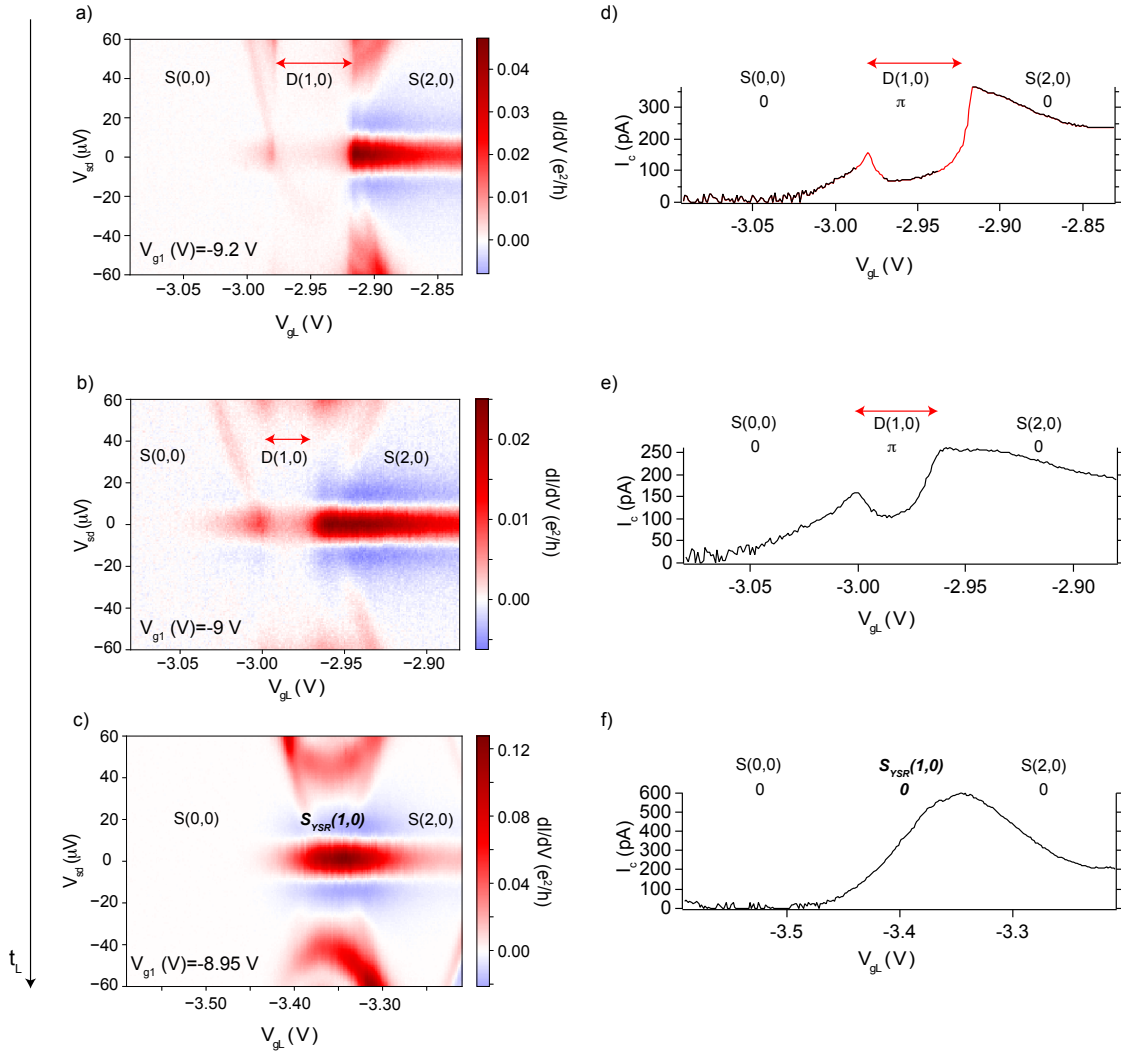 a)
60
40
20
0
−20
−40
−60
V_sd (µV)
S(0,0)
D(1,0)
S(2,0)
V_g1 (V)=-9.2 V
−3.05
−3.00
−2.95
−2.90
−2.85
V_gL (V)
0.04
0.03
0.02
0.01
0.00
dI/dV (e²/h)
d)
S(0,0)
0
D(1,0)
π
S(2,0)
0
I_c (pA)
300
200
100
0
-3.05
-3.00
-2.95
-2.90
-2.85
V_gL (V)
b)
60
40
20
0
−20
−40
−60
V_sd (µV)
S(0,0)
D(1,0)
S(2,0)
V_g1 (V)=-9 V
−3.05
−3.00
−2.95
−2.90
V_gL (V)
0.02
0.01
0.00
dI/dV (e²/h)
e)
S(0,0)
0
D(1,0)
π
S(2,0)
0
I_c (pA)
250
200
150
100
50
0
-3.05
-3.00
-2.95
-2.90
V_gL (V)
c)
60
40
20
0
−20
−40
−60
V_sd (µV)
S(0,0)
S_YSR(1,0)
S(2,0)
V_g1 (V)=-8.95 V
−3.50
−3.40
−3.30
V_gL (V)
0.12
0.08
0.04
0.00
dI/dV (e²/h)
f)
S(0,0)
0
S_YSR(1,0)
0
S(2,0)
0
I_c (pA)
600
500
400
300
200
100
0
-3.5
-3.4
-3.3
V_gL (V)
t_L